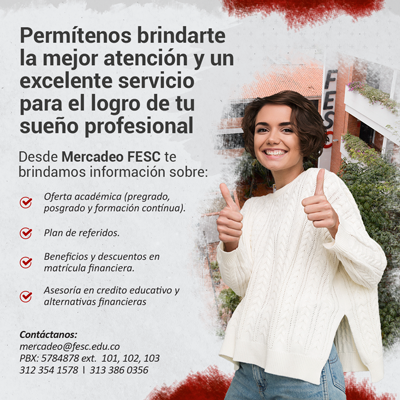 Permítenos brindarte
la mejor atención y un
excelente servicio
para el logro de tu
sueño profesional
Desde Mercadeo FESC te
brindamos información sobre:
Oferta académica (pregrado,
posgrado y formación contínua).
Plan de referidos.
Beneficios y descuentos en
matrícula financiera.
Asesoría en credito educativo y
alternativas financieras
Contáctanos:
mercadeo@fesc.edu.co
PBX: 5784878 ext. 101, 102, 103
312 354 1578 I 313 386 0356
FESC